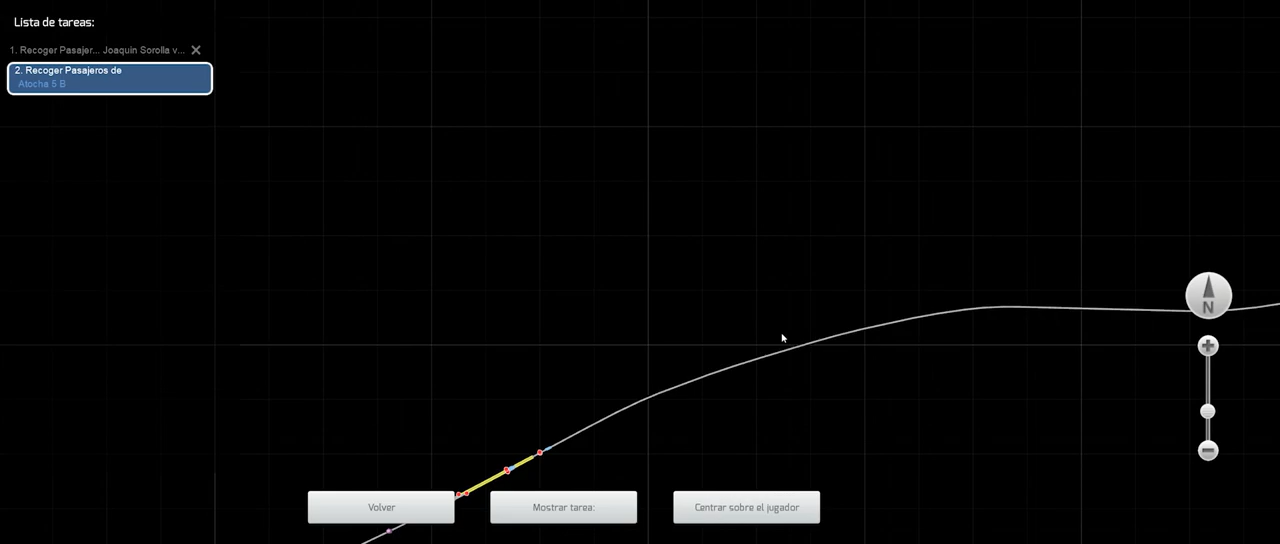 Lista de tareas:
1. Recoger Pasajer... Joaquin Sorolla v...
2. Recoger Pasajeros de
Atocha 5 B
N
Volver
Mostrar tarea:
Centrar sobre el jugador